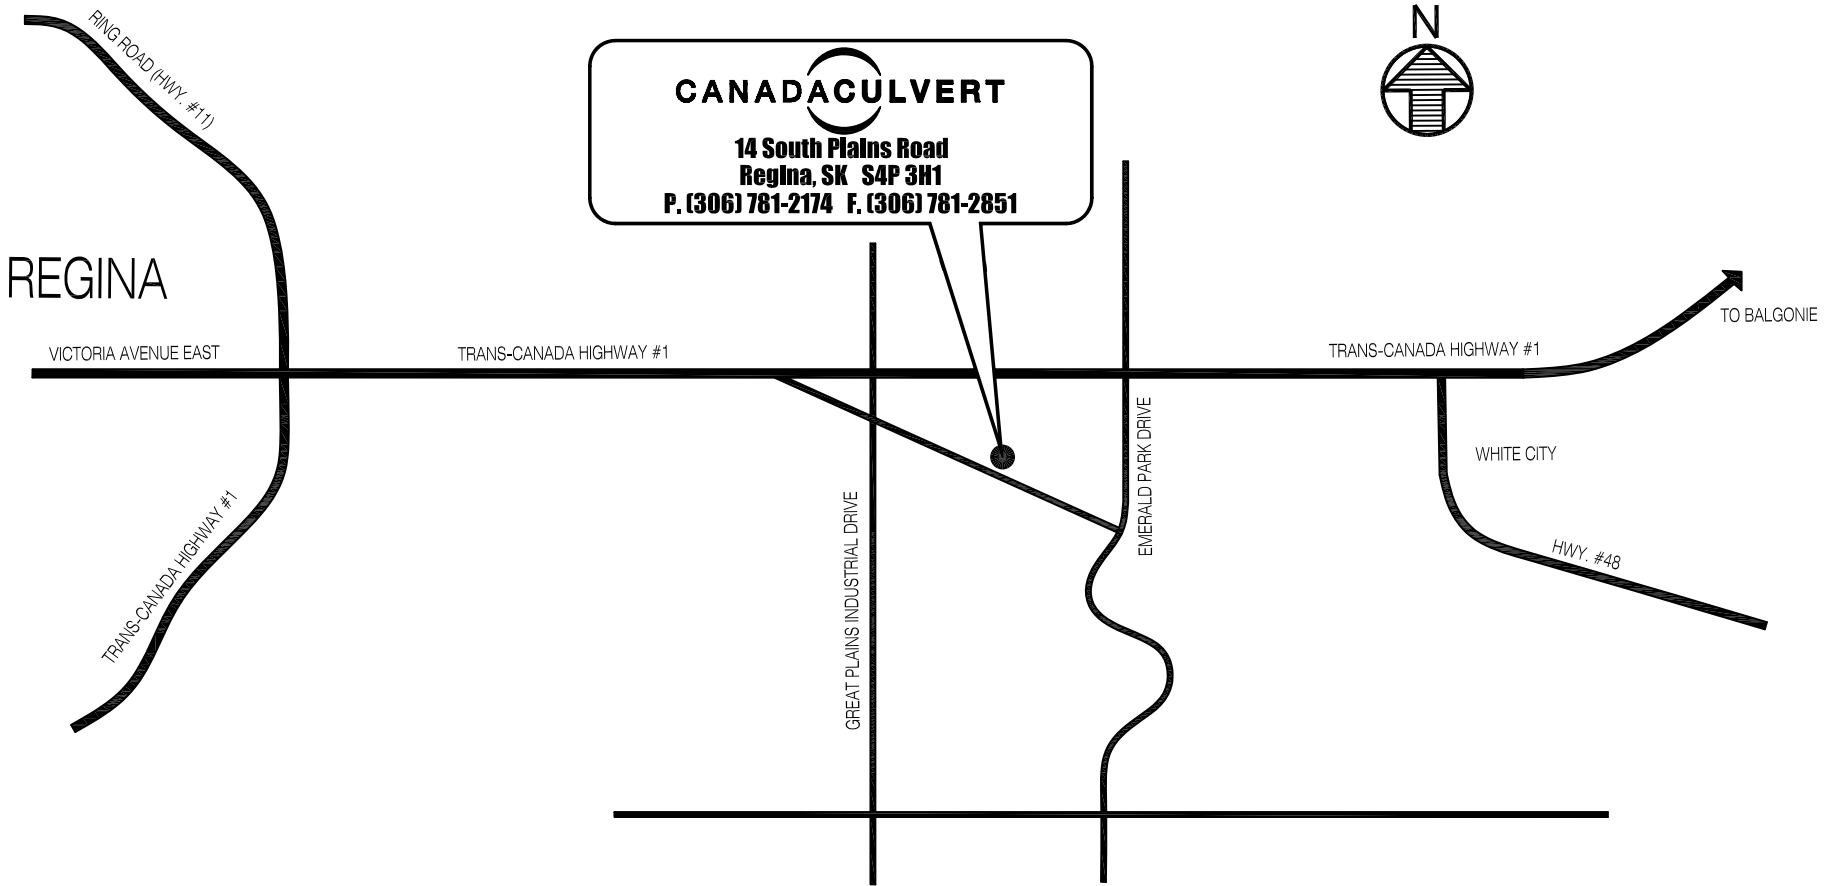 N
RING ROAD (HWY. #11)
CANADACULVERT
14 South Plains Road
Regina, SK S4P 3H1
P. (306) 781-2174 F. (306) 781-2851
REGINA
TO BALGONIE
VICTORIA AVENUE EAST
TRANS-CANADA HIGHWAY #1
TRANS-CANADA HIGHWAY #1
EMERALD PARK DRIVE
WHITE CITY
GREAT PLAINS INDUSTRIAL DRIVE
TRANS-CANADA HIGHWAY #1
HWY. #48